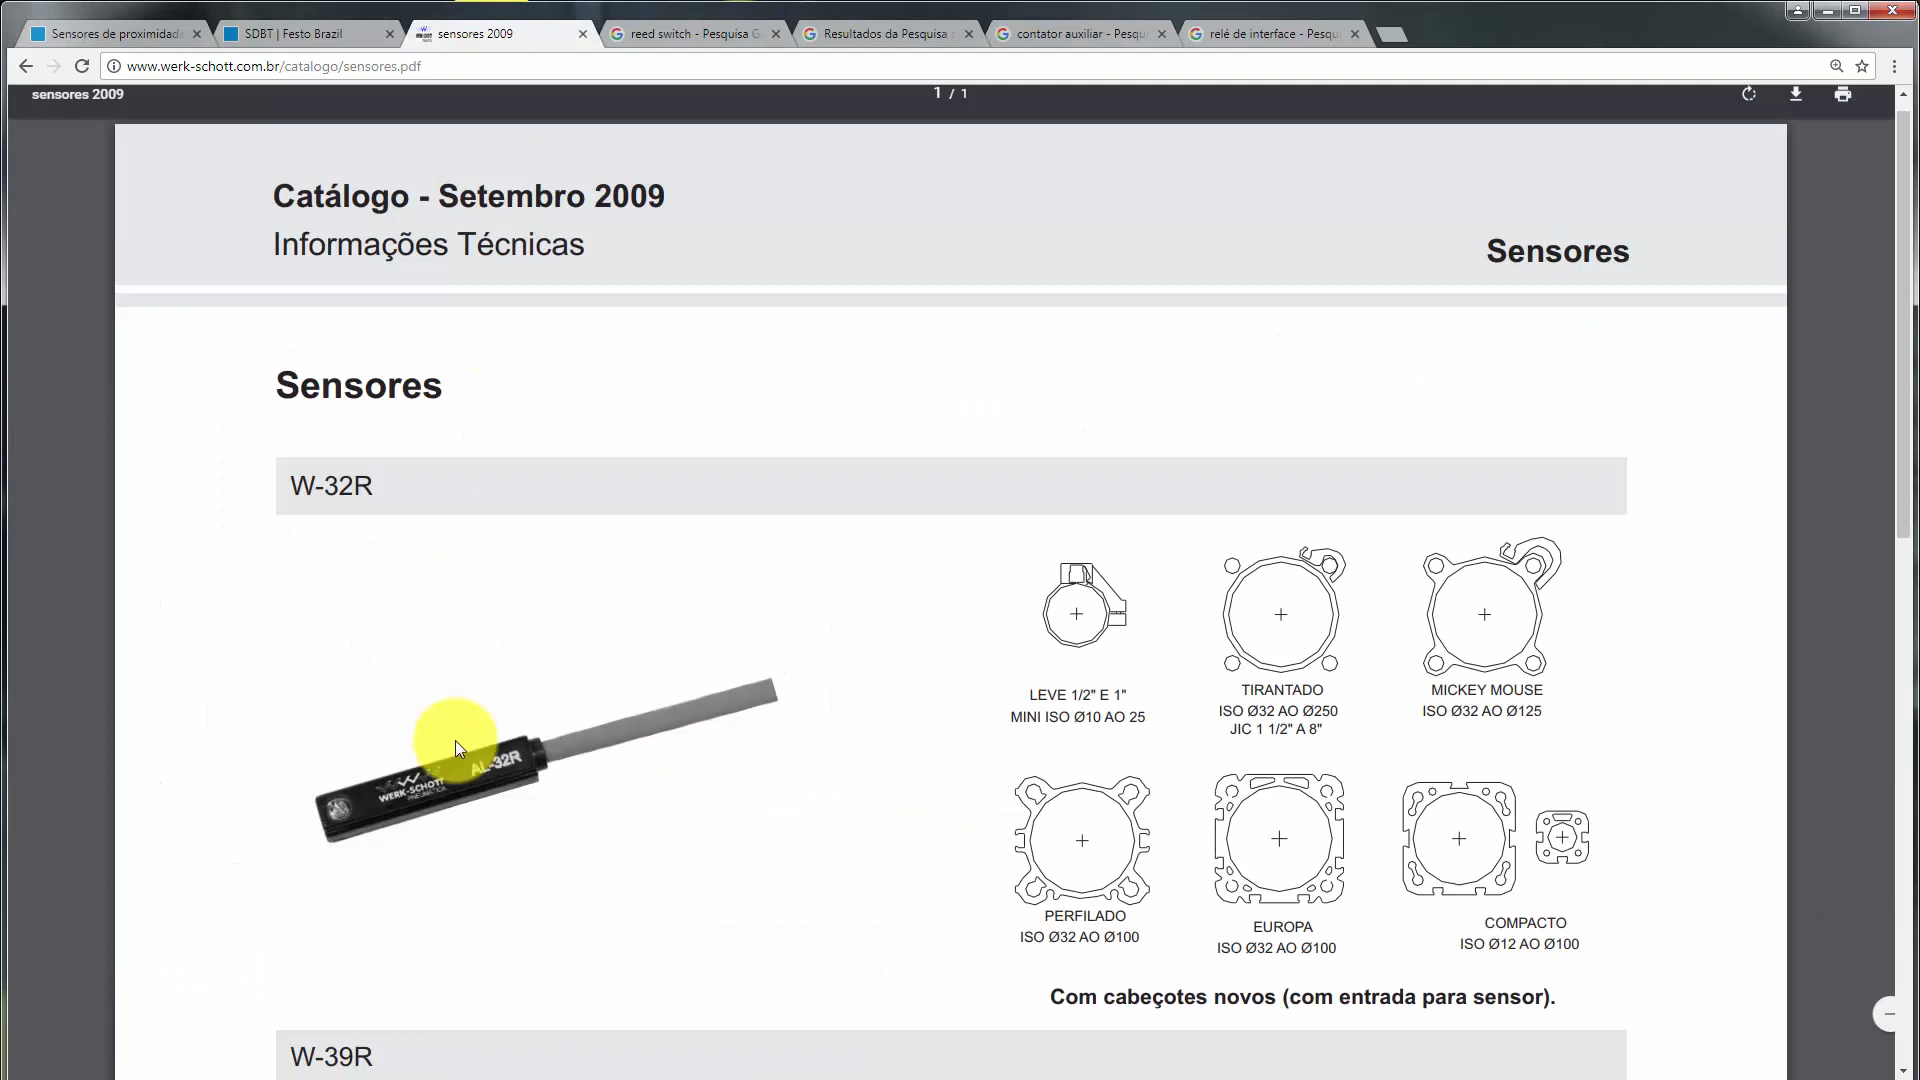 Sensores de proximidade
SDBT | Festo Brazil
sensores 2009
reed switch - Pesquisa G
Resultados da Pesquisa
contator auxiliar - Pesqu
relé de interface - Pesqu
www.werk-schott.com.br/catalogo/sensores.pdf
sensores 2009
1 / 1
Catálogo - Setembro 2009
Informações Técnicas
Sensores
Sensores
W-32R
AL-32R
WERK-SCHOTT
PNEUMÁTICA
LEVE 1/2" E 1"
MINI ISO Ø10 AO 25
TIRANTADO
ISO Ø32 AO Ø250
JIC 1 1/2" A 8"
MICKEY MOUSE
ISO Ø32 AO Ø125
PERFILADO
ISO Ø32 AO Ø100
EUROPA
ISO Ø32 AO Ø100
COMPACTO
ISO Ø12 AO Ø100
Com cabeçotes novos (com entrada para sensor).
W-39R